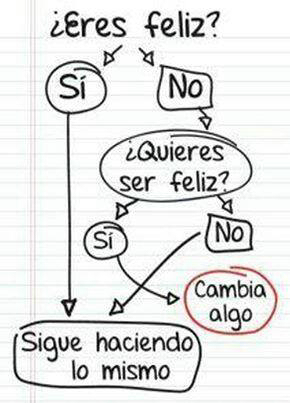 ¿Eres feliz?
Sí
No
¿Quieres
ser feliz?
Sí
No
Cambia
algo
Sigue haciendo
lo mismo